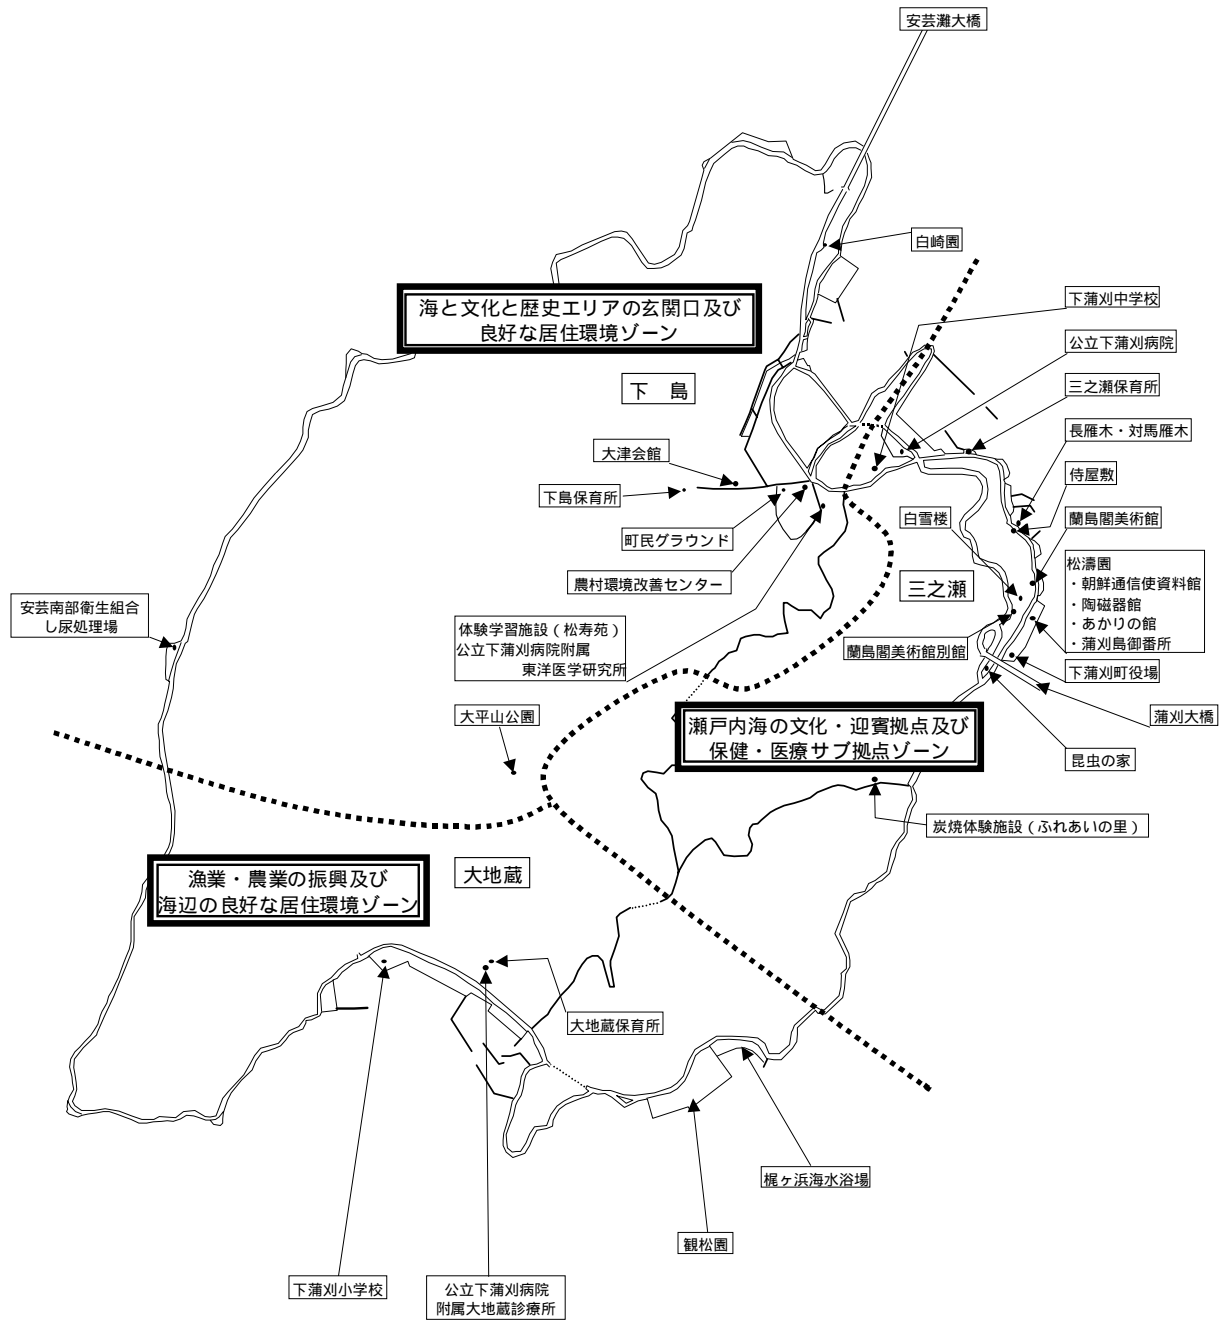 安芸灘大橋
白崎園
海と文化と歴史エリアの玄関口及び
良好な居住環境ゾーン
下蒲刈中学校
公立下蒲刈病院
下　島
三之瀬保育所
長雁木・対馬雁木
大津会館
侍屋敷
下島保育所
白雪楼
蘭島閣美術館
町民グラウンド
農村環境改善センター
三之瀬
松濤園
・朝鮮通信使資料館
・陶磁器館
・あかりの館
・蒲刈島御番所
安芸南部衛生組合
し尿処理場
体験学習施設（松寿苑）
公立下蒲刈病院附属
東洋医学研究所
蘭島閣美術館別館
下蒲刈町役場
大平山公園
蒲刈大橋
瀬戸内海の文化・迎賓拠点及び
保健・医療サブ拠点ゾーン
昆虫の家
炭焼体験施設（ふれあいの里）
漁業・農業の振興及び
海辺の良好な居住環境ゾーン
大地蔵
大地蔵保育所
梶ヶ浜海水浴場
観松園
下蒲刈小学校
公立下蒲刈病院
附属大地蔵診療所